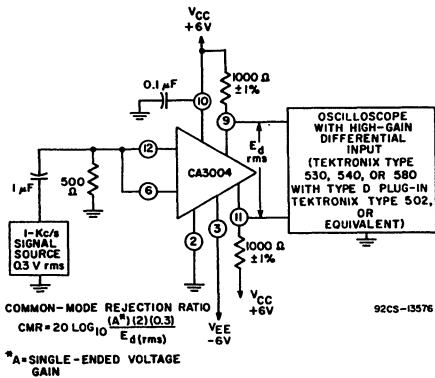 VCC
+6V
0.1 µF
1000 Ω
±1%
10
9
OSCILLOSCOPE
WITH HIGH-GAIN
DIFFERENTIAL
INPUT
(TEKTRONIX TYPE
530, 540, OR 580
WITH TYPE D PLUG-IN
TEKTRONIX TYPE 502,
OR
EQUIVALENT)
12
CA3004
Ed
rms
1 µF
500
Ω
6
11
2
3
1-Kc/s
SIGNAL
SOURCE
0.3 V rms
1000 Ω
±1%
COMMON-MODE REJECTION RATIO
CMR = 20 LOG10 (A*)(2)(0.3)
Ed(rms)
VEE
-6V
VCC
+6V
92CS-13576
*A = SINGLE-ENDED VOLTAGE
GAIN